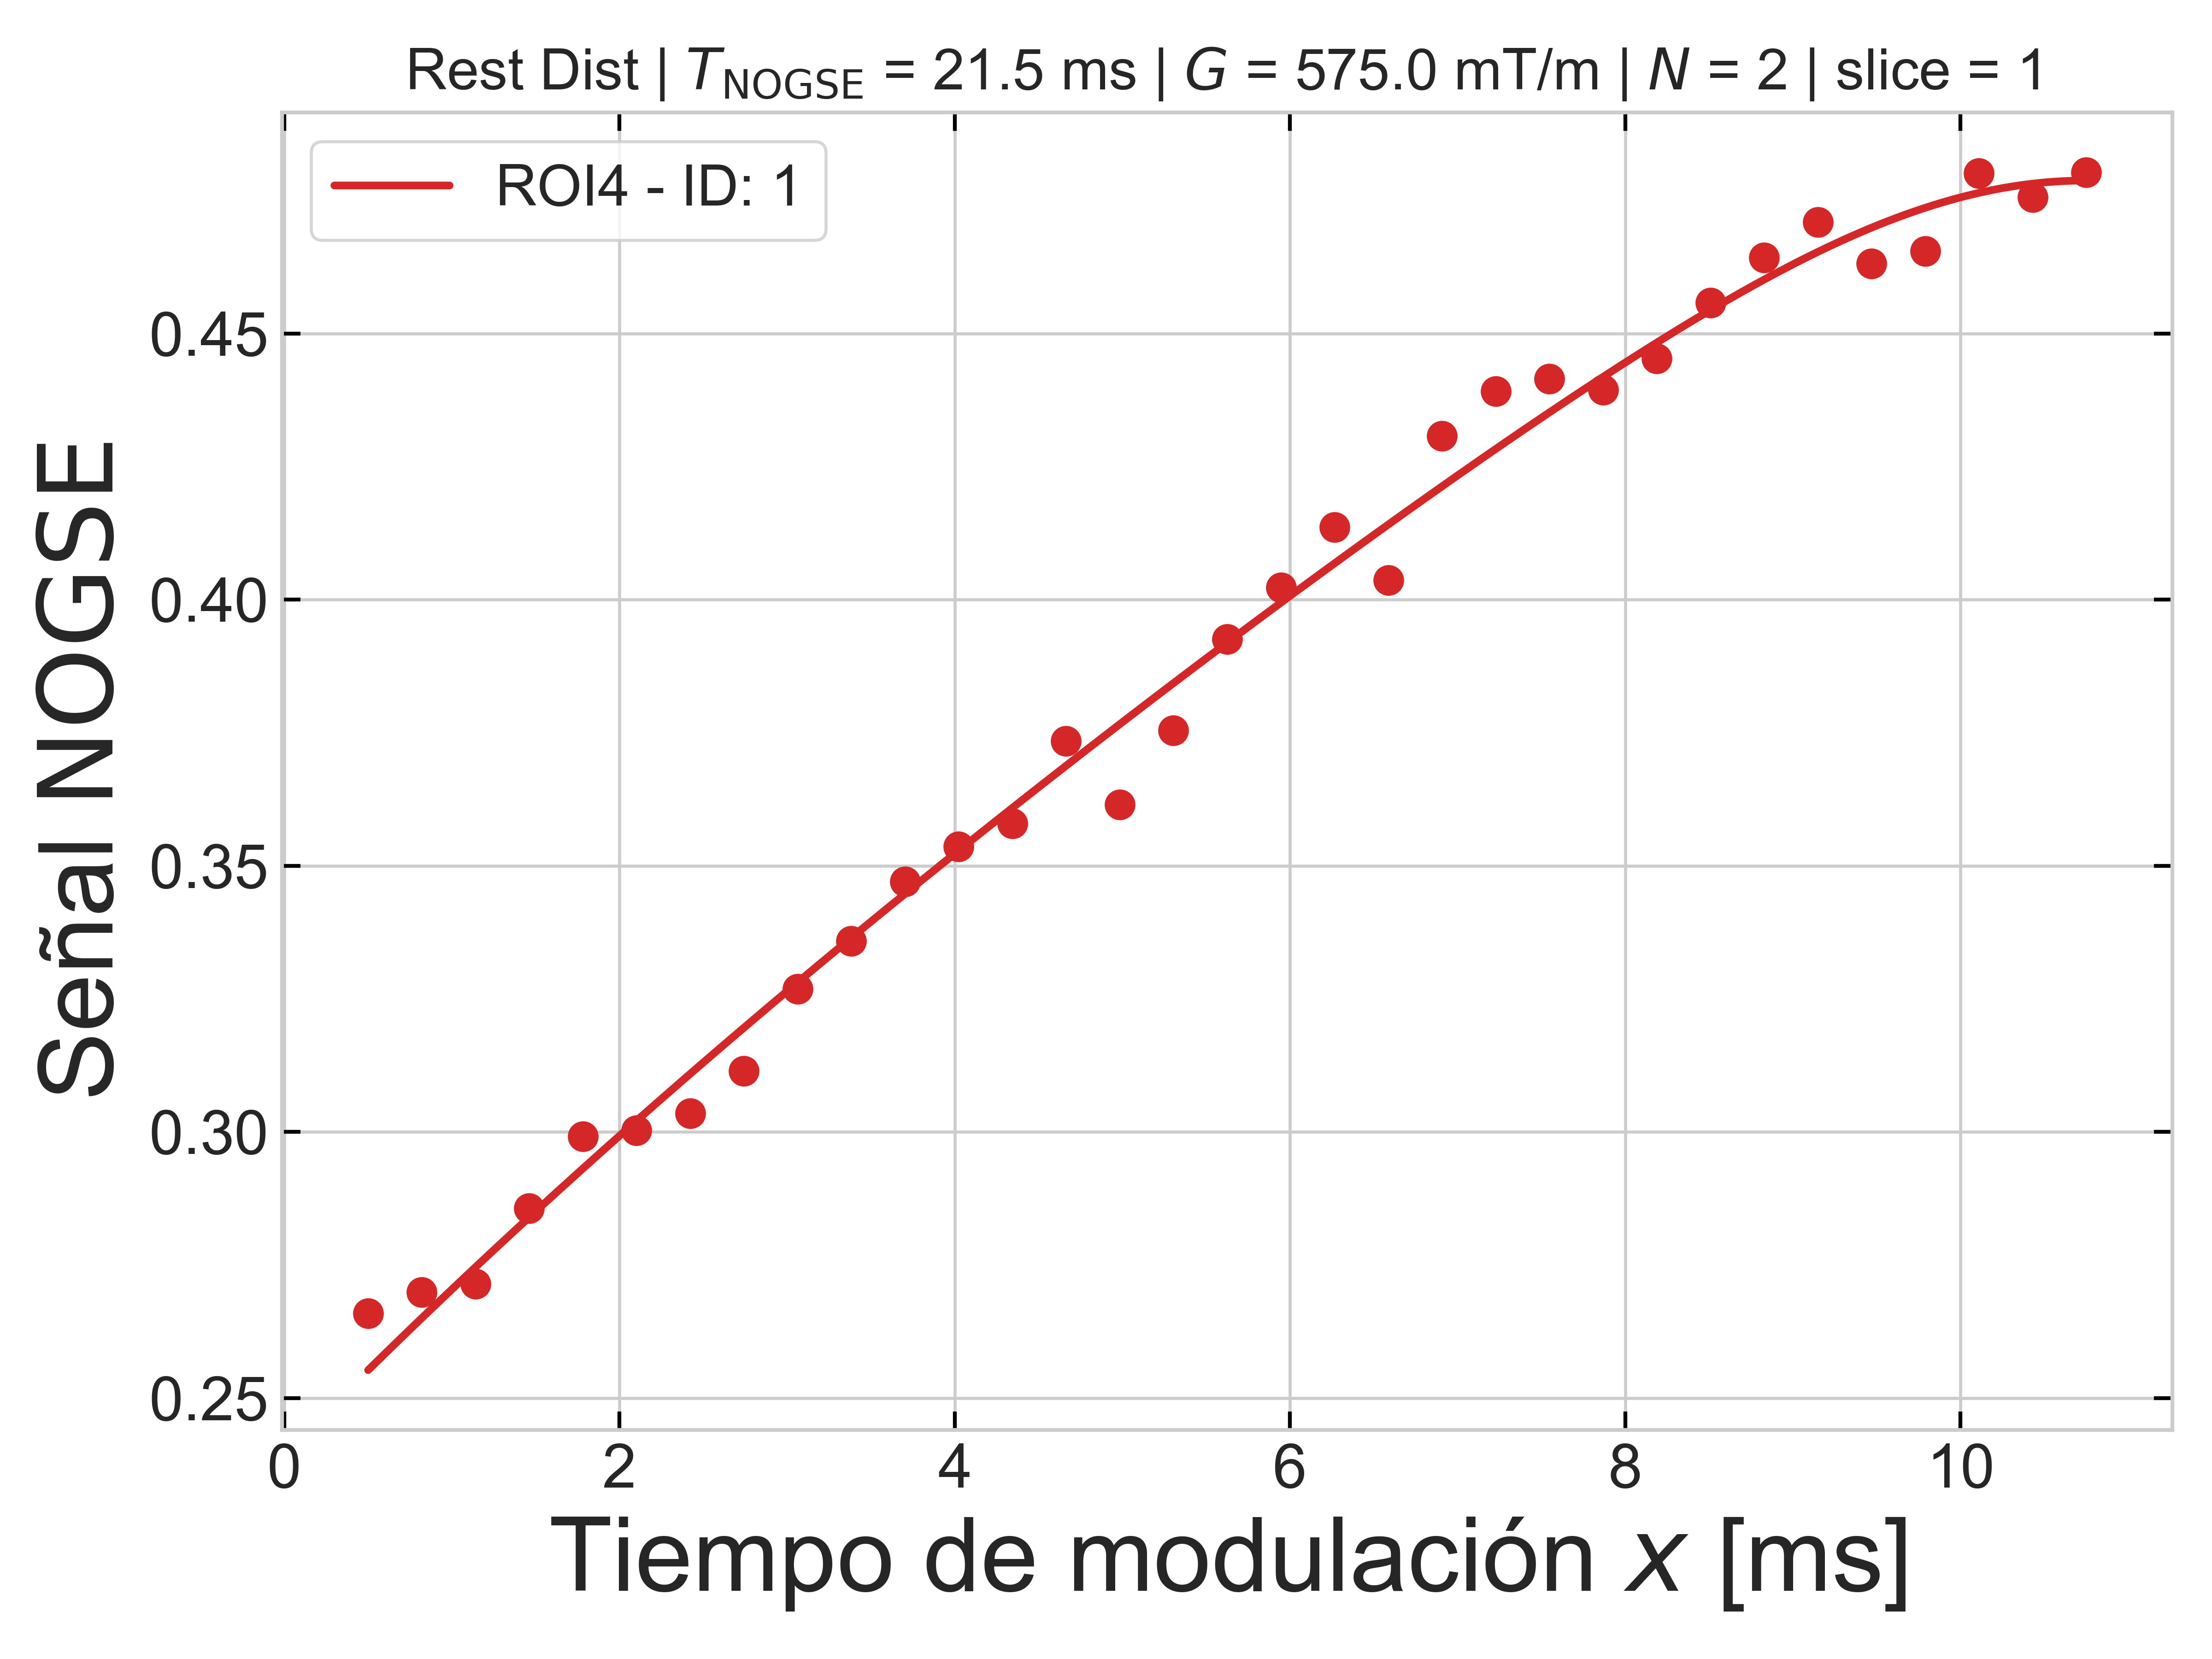 Rest Dist | T_NOGSE = 21.5 ms | G = 575.0 mT/m | N = 2 | slice = 1
ROI4 - ID: 1
Señal NOGSE
0.45
0.40
0.35
0.30
0.25
0 2 4 6 8 10
Tiempo de modulación x [ms]